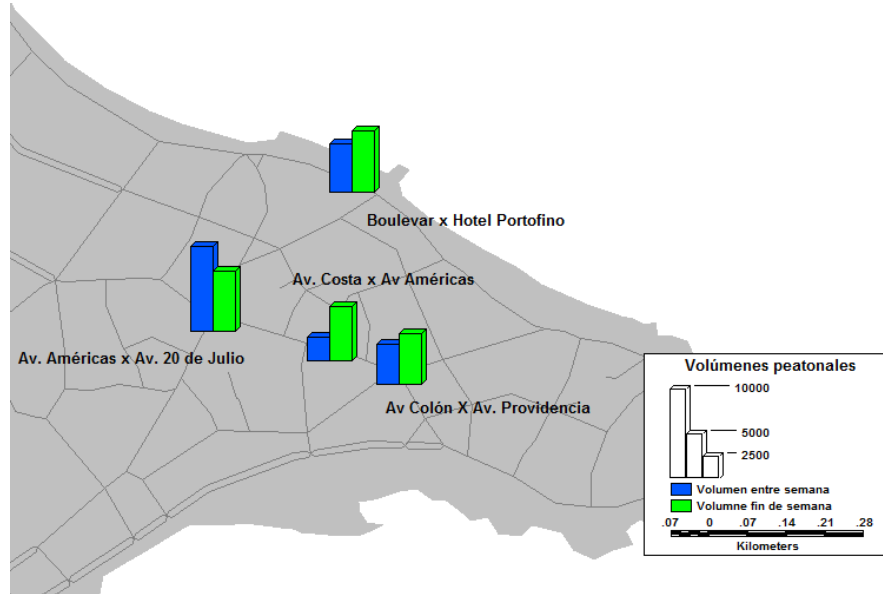 Boulevar x Hotel Portofino
Av. Costa x Av Américas
Av. Américas x Av. 20 de Julio
Av Colón X Av. Providencia
Volúmenes peatonales
10000
5000
2500
Volumen entre semana
Volumne fin de semana
.07 0 .07 .14 .21 .28
Kilometers